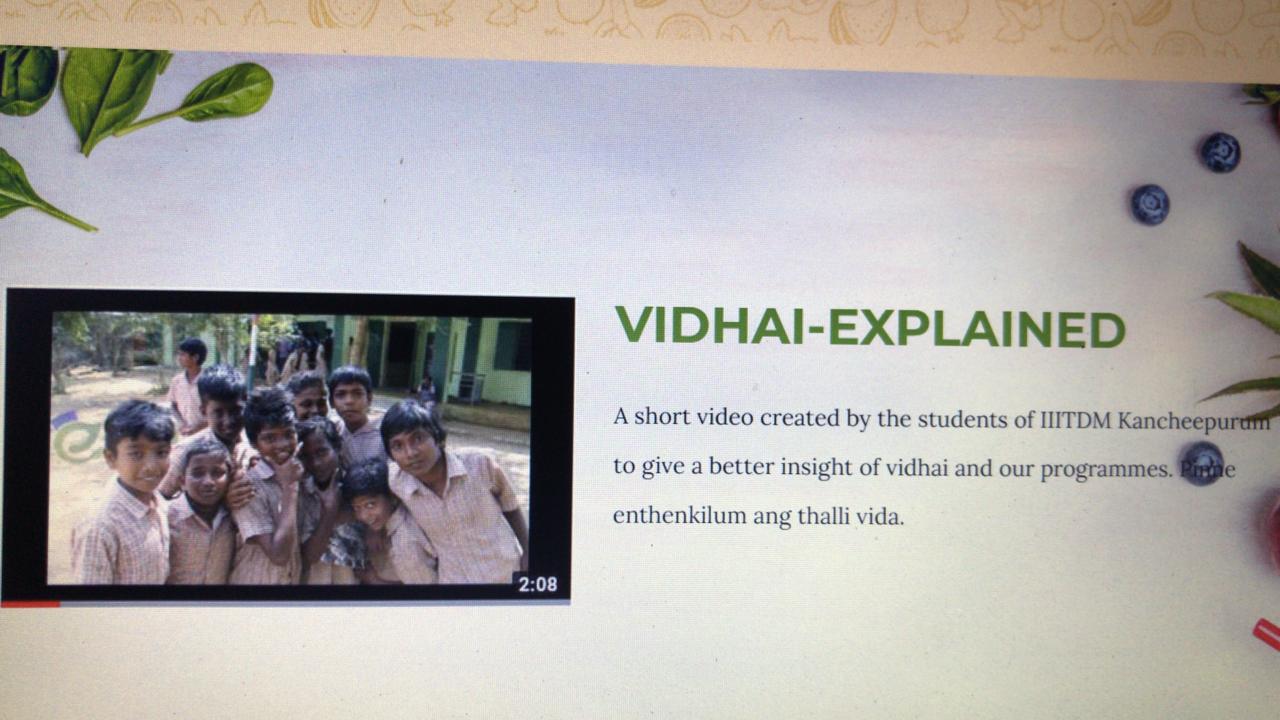 VIDHAI-EXPLAINED
A short video created by the students of IIITDM Kancheepurum
to give a better insight of vidhai and our programmes. Pinne
enthenkilum ang thalli vida.
2:08